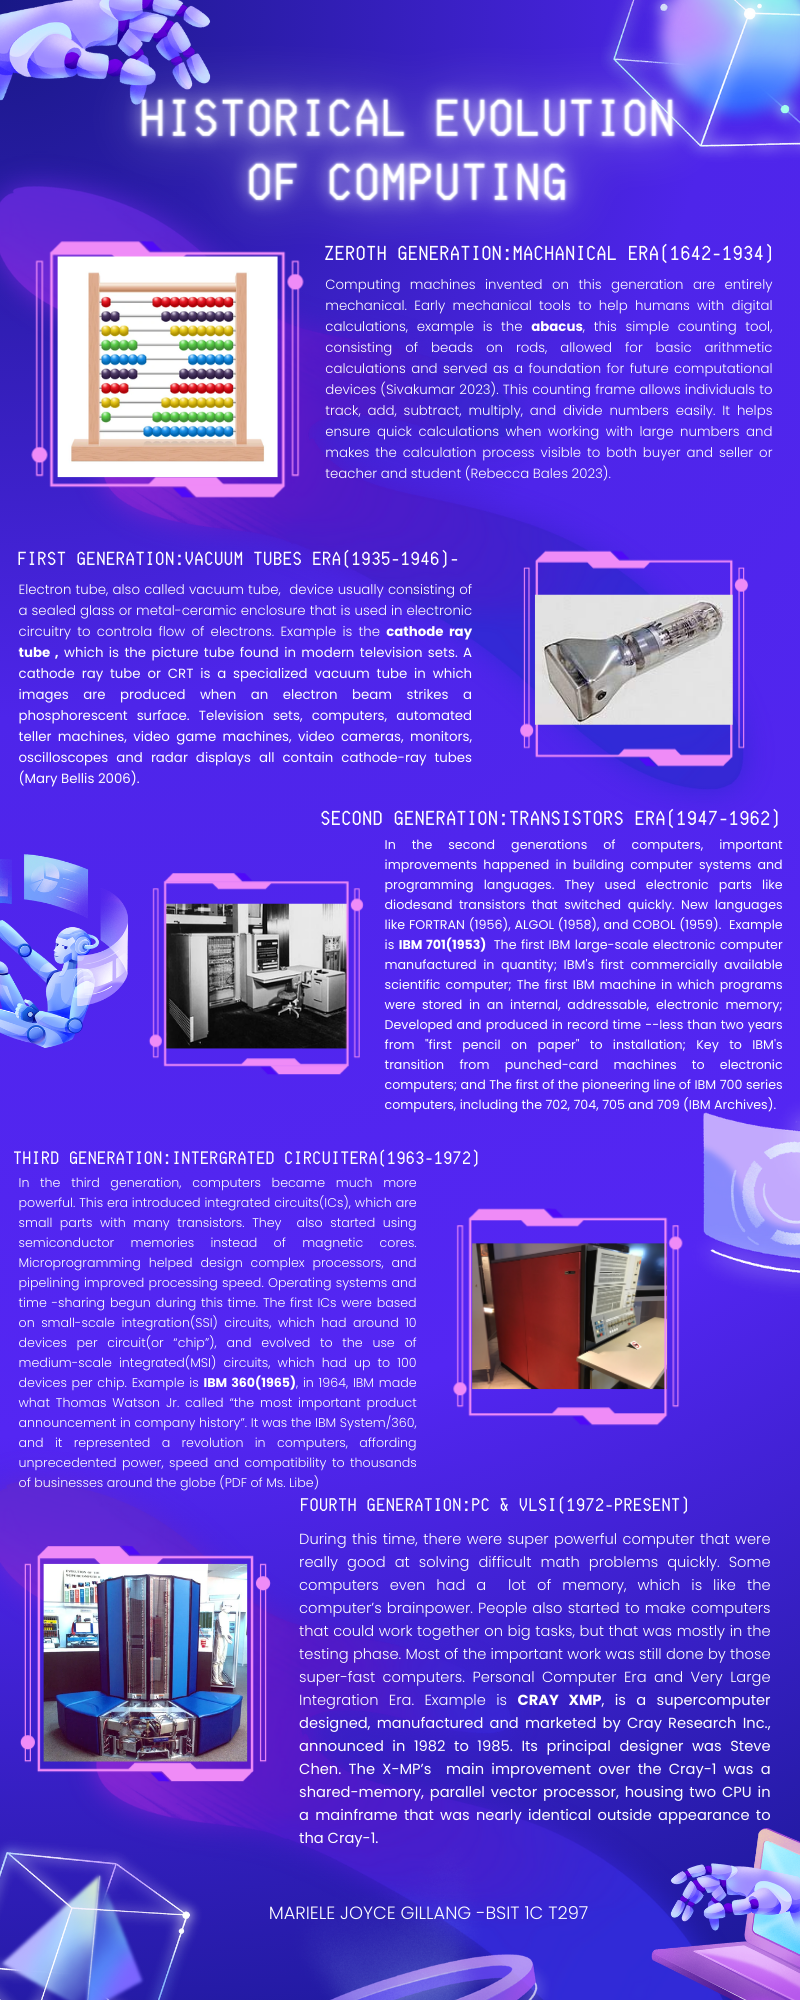 HISTORICAL EVOLUTION
OF COMPUTING
ZEROTH GENERATION:MACHANICAL ERA(1642-1934)
Computing machines invented on this generation are entirely
mechanical. Early mechanical tools to help humans with digital
calculations, example is the abacus, this simple counting tool,
consisting of beads on rods, allowed for basic arithmetic
calculations and served as a foundation for future computational
devices (Sivakumar 2023). This counting frame allows individuals to
track, add, subtract, multiply, and divide numbers easily. It helps
ensure quick calculations when working with large numbers and
makes the calculation process visible to both buyer and seller or
teacher and student (Rebecca Bales 2023).
FIRST GENERATION:VACUUM TUBES ERA(1935-1946)-
Electron tube, also called vacuum tube, device usually consisting of
a sealed glass or metal-ceramic enclosure that is used in electronic
circuitry to controla flow of electrons. Example is the cathode ray
tube , which is the picture tube found in modern television sets. A
cathode ray tube or CRT is a specialized vacuum tube in which
images are produced when an electron beam strikes a
phosphorescent surface. Television sets, computers, automated
teller machines, video game machines, video cameras, monitors,
oscilloscopes and radar displays all contain cathode-ray tubes
(Mary Bellis 2006).
SECOND GENERATION:TRANSISTORS ERA(1947-1962)
In the second generations of computers, important
improvements happened in building computer systems and
programming languages. They used electronic parts like
diodesand transistors that switched quickly. New languages
like FORTRAN (1956), ALGOL (1958), and COBOL (1959). Example
is IBM 701(1953) The first IBM large-scale electronic computer
manufactured in quantity; IBM's first commercially available
scientific computer; The first IBM machine in which programs
were stored in an internal, addressable, electronic memory;
Developed and produced in record time --less than two years
from "first pencil on paper" to installation; Key to IBM's
transition from punched-card machines to electronic
computers; and The first of the pioneering line of IBM 700 series
computers, including the 702, 704, 705 and 709 (IBM Archives).
THIRD GENERATION:INTERGRATED CIRCUITERA(1963-1972)
In the third generation, computers became much more
powerful. This era introduced integrated circuits(ICs), which are
small parts with many transistors. They also started using
semiconductor memories instead of magnetic cores.
Microprogramming helped design complex processors, and
pipelining improved processing speed. Operating systems and
time -sharing begun during this time. The first ICs were based
on small-scale integration(SSI) circuits, which had around 10
devices per circuit(or “chip”), and evolved to the use of
medium-scale integrated(MSI) circuits, which had up to 100
devices per chip. Example is IBM 360(1965), in 1964, IBM made
what Thomas Watson Jr. called “the most important product
announcement in company history”. It was the IBM System/360,
and it represented a revolution in computers, affording
unprecedented power, speed and compatibility to thousands
of businesses around the globe (PDF of Ms. Libe)
FOURTH GENERATION:PC & VLSI(1972-PRESENT)
During this time, there were super powerful computer that were
really good at solving difficult math problems quickly. Some
computers even had a lot of memory, which is like the
computer’s brainpower. People also started to make computers
that could work together on big tasks, but that was mostly in the
testing phase. Most of the important work was still done by those
super-fast computers. Personal Computer Era and Very Large
Integration Era. Example is CRAY XMP, is a supercomputer
designed, manufactured and marketed by Cray Research Inc.,
announced in 1982 to 1985. Its principal designer was Steve
Chen. The X-MP’s main improvement over the Cray-1 was a
shared-memory, parallel vector processor, housing two CPU in
a mainframe that was nearly identical outside appearance to
tha Cray-1.
MARIELE JOYCE GILLANG -BSIT 1C T297